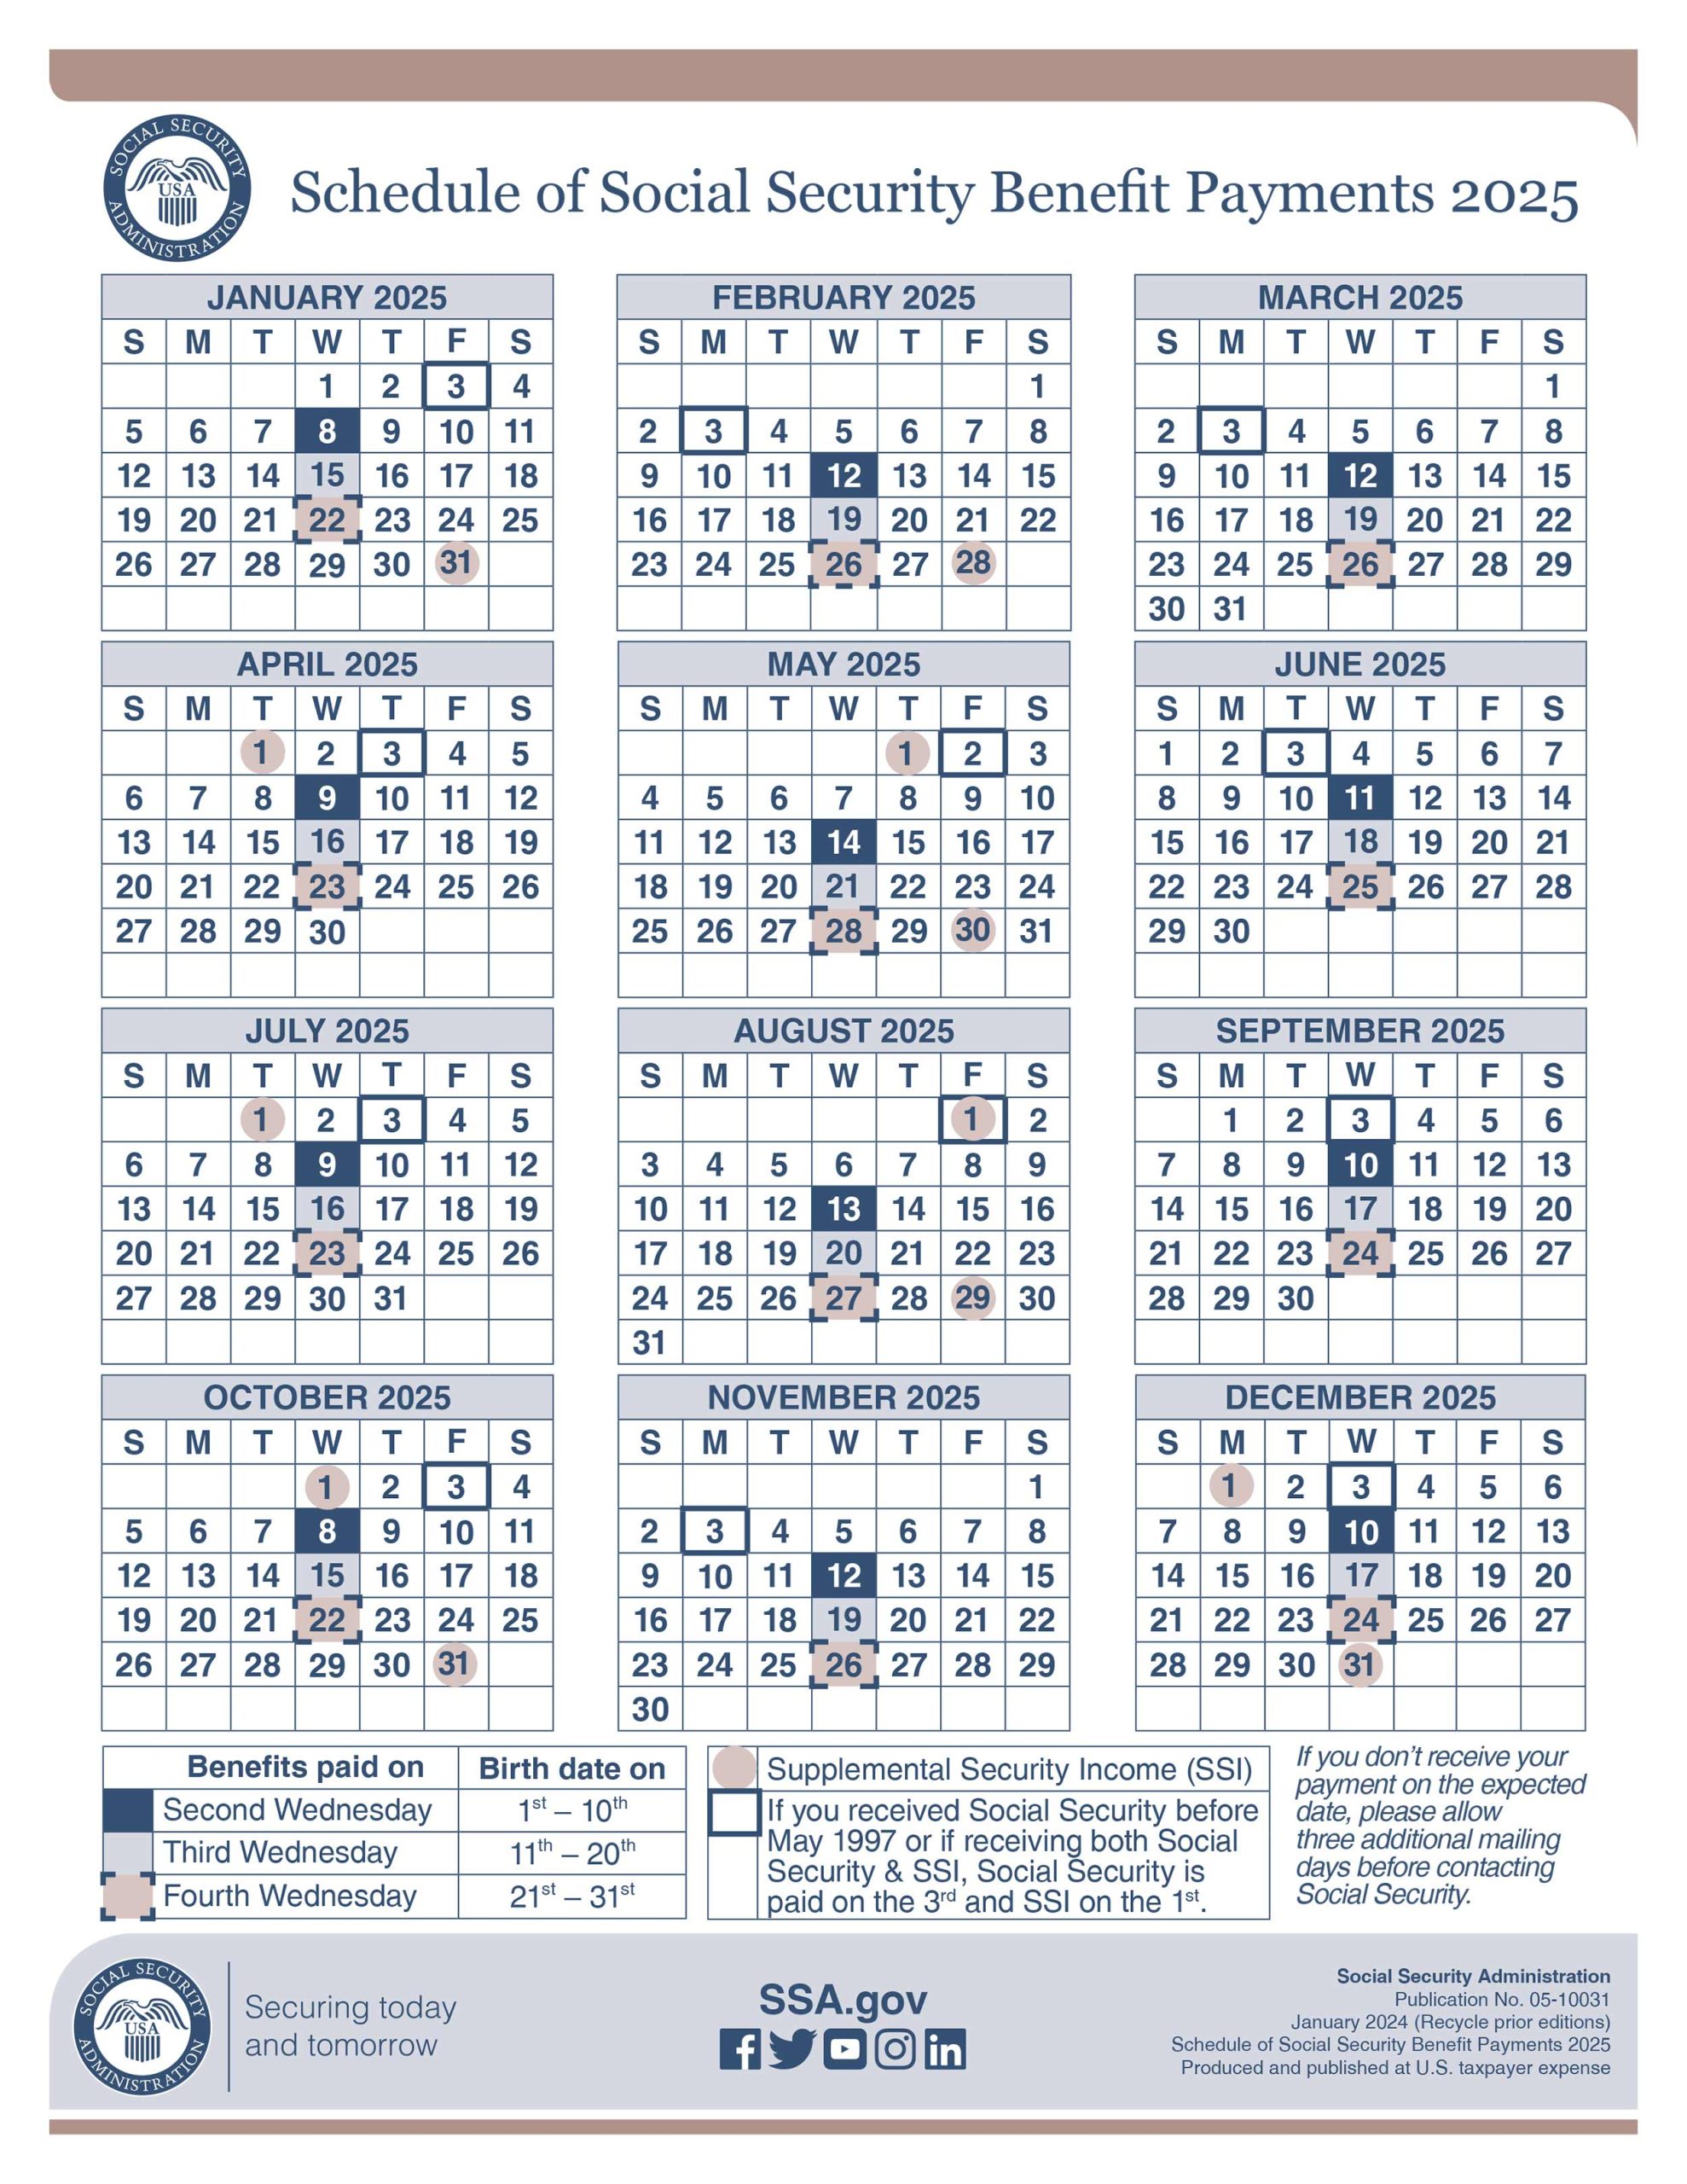 SOCIAL SECURITY ADMINISTRATION
USA
Schedule of Social Security Benefit Payments 2025
JANUARY 2025
S M T W T F S
1 2 3 4
5 6 7 8 9 10 11
12 13 14 15 16 17 18
19 20 21 22 23 24 25
26 27 28 29 30 31
FEBRUARY 2025
S M T W T F S
1
2 3 4 5 6 7 8
9 10 11 12 13 14 15
16 17 18 19 20 21 22
23 24 25 26 27 28
MARCH 2025
S M T W T F S
1
2 3 4 5 6 7 8
9 10 11 12 13 14 15
16 17 18 19 20 21 22
23 24 25 26 27 28 29
30 31
APRIL 2025
S M T W T F S
1 2 3 4 5
6 7 8 9 10 11 12
13 14 15 16 17 18 19
20 21 22 23 24 25 26
27 28 29 30
MAY 2025
S M T W T F S
1 2 3
4 5 6 7 8 9 10
11 12 13 14 15 16 17
18 19 20 21 22 23 24
25 26 27 28 29 30 31
JUNE 2025
S M T W T F S
1 2 3 4 5 6 7
8 9 10 11 12 13 14
15 16 17 18 19 20 21
22 23 24 25 26 27 28
29 30
JULY 2025
S M T W T F S
1 2 3 4 5
6 7 8 9 10 11 12
13 14 15 16 17 18 19
20 21 22 23 24 25 26
27 28 29 30 31
AUGUST 2025
S M T W T F S
1 2
3 4 5 6 7 8 9
10 11 12 13 14 15 16
17 18 19 20 21 22 23
24 25 26 27 28 29 30
31
SEPTEMBER 2025
S M T W T F S
1 2 3 4 5 6
7 8 9 10 11 12 13
14 15 16 17 18 19 20
21 22 23 24 25 26 27
28 29 30
OCTOBER 2025
S M T W T F S
1 2 3 4
5 6 7 8 9 10 11
12 13 14 15 16 17 18
19 20 21 22 23 24 25
26 27 28 29 30 31
NOVEMBER 2025
S M T W T F S
1
2 3 4 5 6 7 8
9 10 11 12 13 14 15
16 17 18 19 20 21 22
23 24 25 26 27 28 29
30
DECEMBER 2025
S M T W T F S
1 2 3 4 5 6
7 8 9 10 11 12 13
14 15 16 17 18 19 20
21 22 23 24 25 26 27
28 29 30 31
Benefits paid on Birth date on
Second Wednesday 1st – 10th
Third Wednesday 11th – 20th
Fourth Wednesday 21st – 31st
Supplemental Security Income (SSI)
If you received Social Security before
May 1997 or if receiving both Social
Security & SSI, Social Security is
paid on the 3rd and SSI on the 1st.
If you don’t receive your
payment on the expected
date, please allow
three additional mailing
days before contacting
Social Security.
SOCIAL SECURITY ADMINISTRATION
USA
Securing today
and tomorrow
SSA.gov
Social Security Administration
Publication No. 05-10031
January 2024 (Recycle prior editions)
Schedule of Social Security Benefit Payments 2025
Produced and published at U.S. taxpayer expense